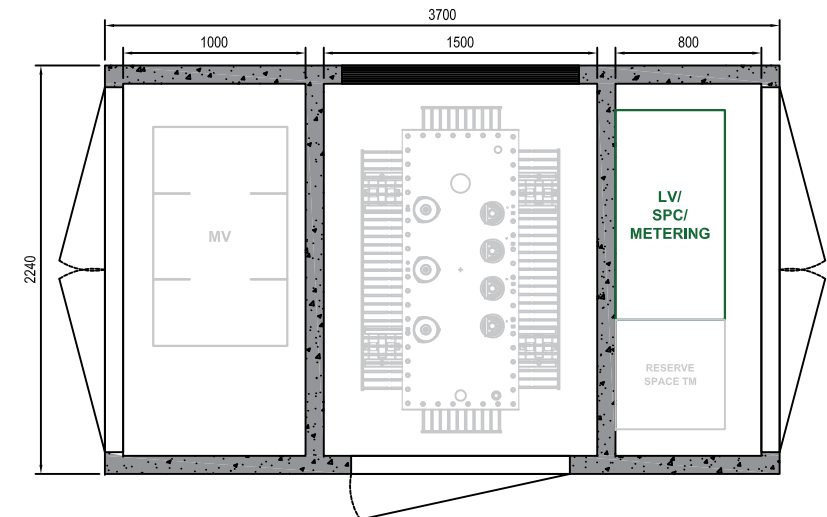 3700
1000
1500
800
2240
MV
LV/
SPC/
METERING
RESERVE
SPACE TM